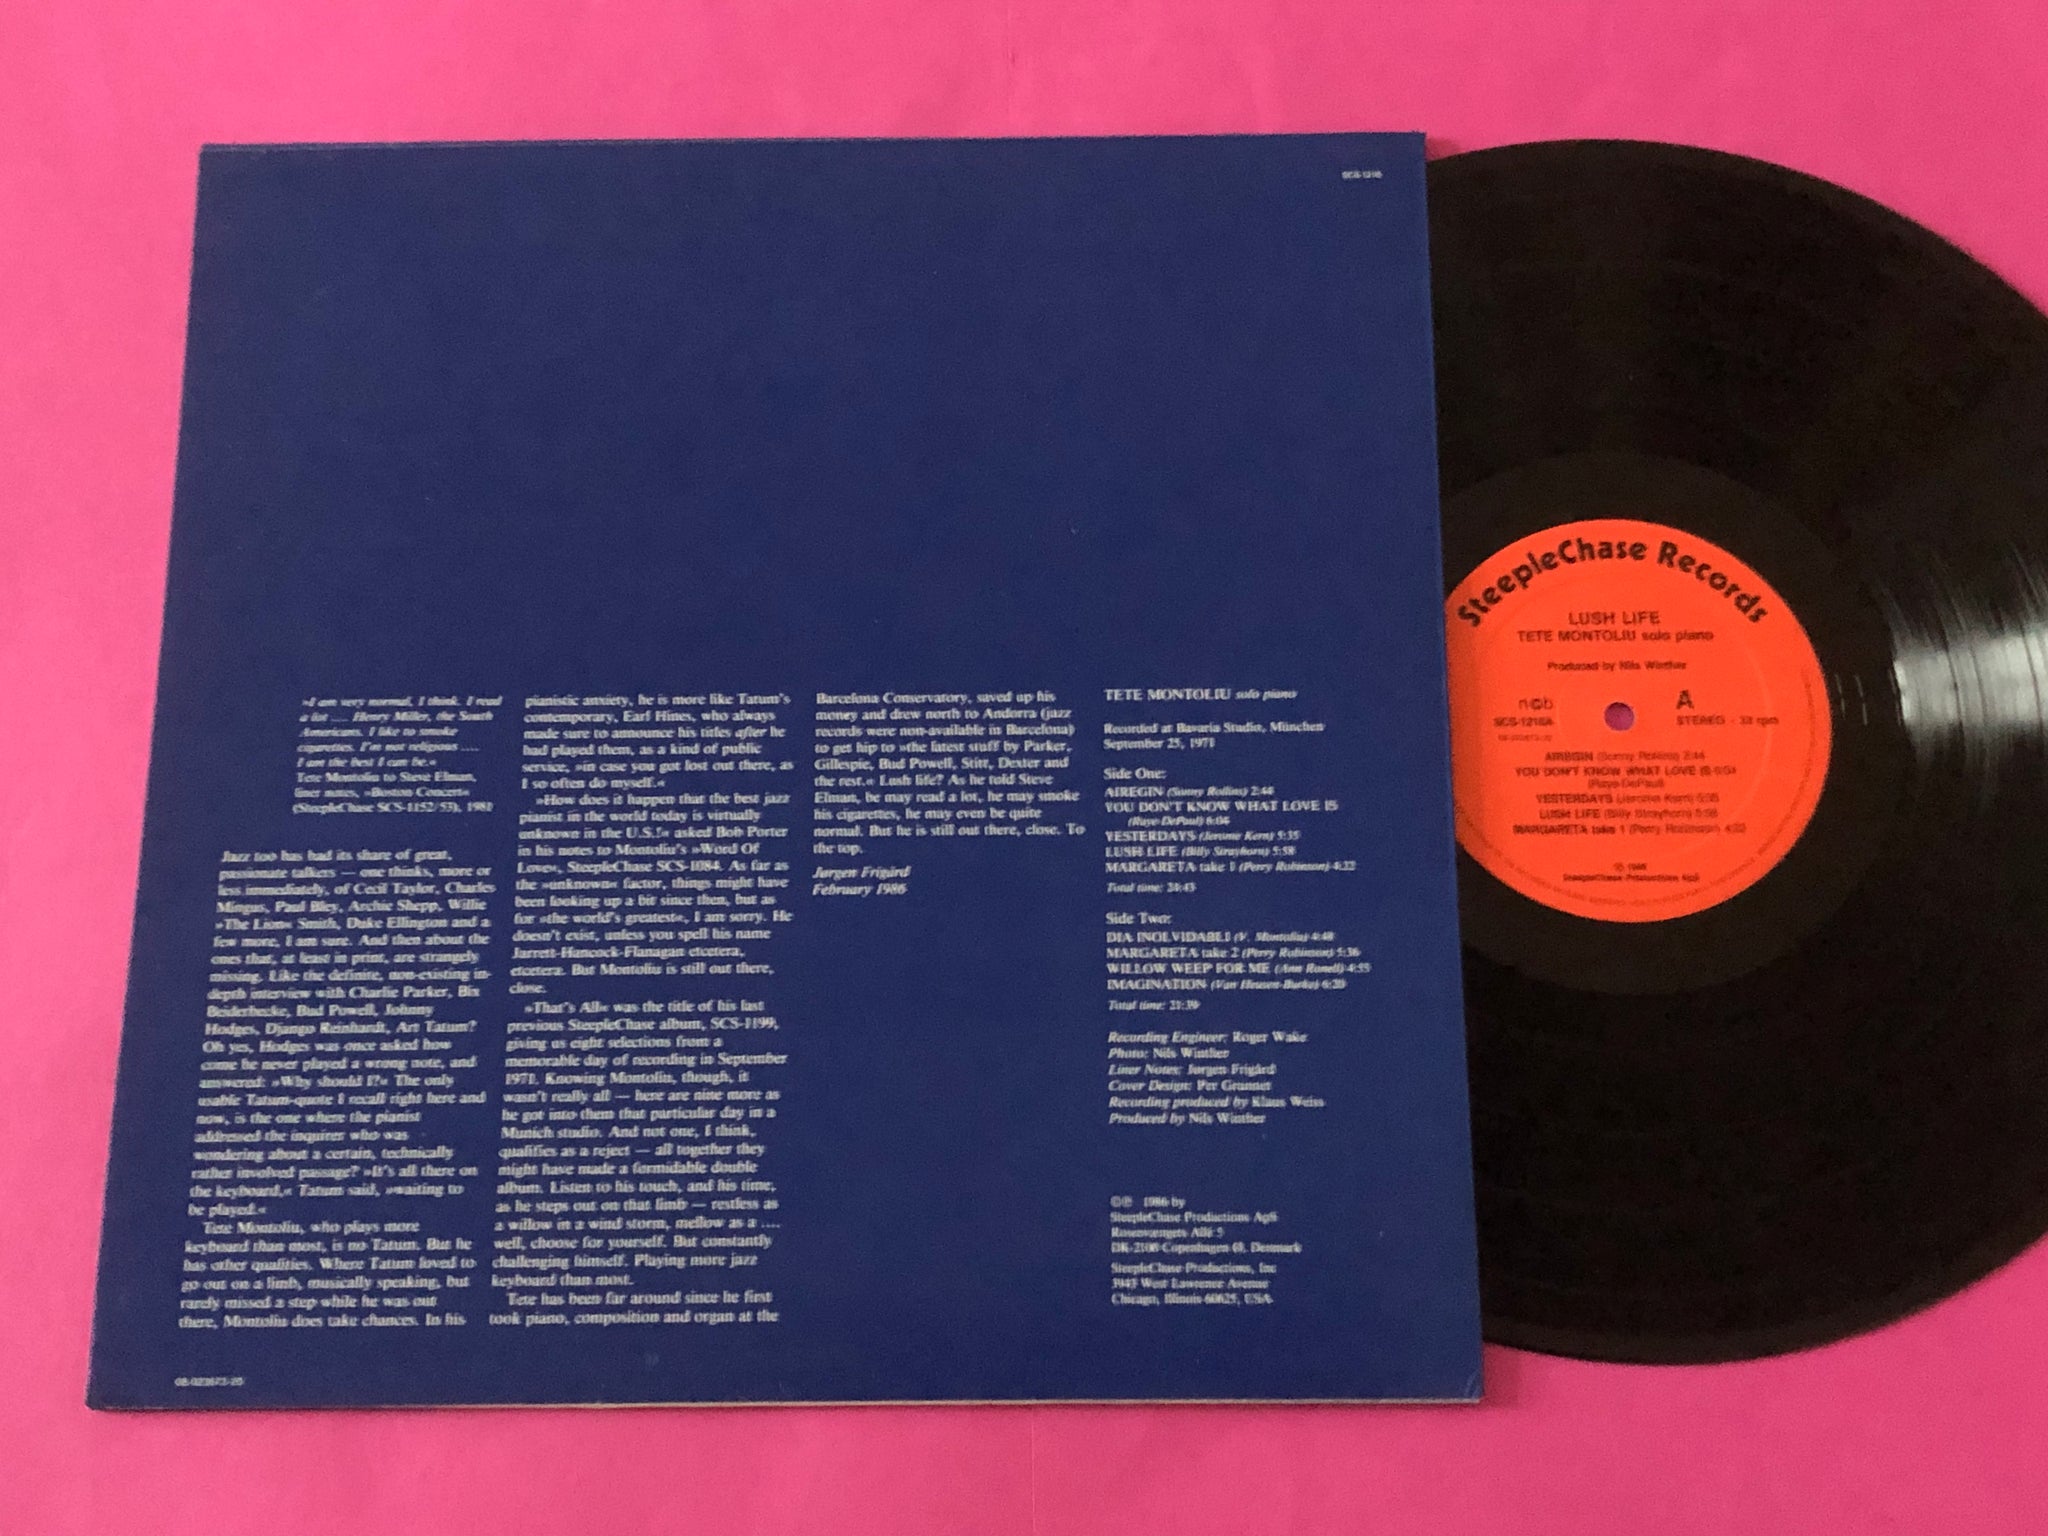 SCS-1216
»I am very normal, I think. I read
a lot .... Henry Miller, the South
Americans. I like to smoke
cigarettes. I'm not religious ....
I am the best I can be.«
Tete Montoliu to Steve Elman,
liner notes, »Boston Concert«
(SteepleChase SCS-1152/53), 1981
Jazz too has had its share of great,
passionate talkers — one thinks, more or
less immediately, of Cecil Taylor, Charles
Mingus, Paul Bley, Archie Shepp, Willie
»The Lion« Smith, Duke Ellington and a
few more, I am sure. And then about the
ones that, at least in print, are strangely
missing. Like the definite, non-existing in-
depth interview with Charlie Parker, Bix
Beiderbecke, Bud Powell, Johnny
Hodges, Django Reinhardt, Art Tatum?
Oh yes, Hodges was once asked how
come he never played a wrong note, and
answered: »Why should I?« The only
usable Tatum-quote I recall right here and
now, is the one where the pianist
addressed the inquirer who was
wondering about a certain, technically
rather involved passage? »It's all there on
the keyboard,« Tatum said, »waiting to
be played.«
Tete Montoliu, who plays more
keyboard than most, is no Tatum. But he
has other qualities. Where Tatum loved to
go out on a limb, musically speaking, but
rarely missed a step while he was out
there, Montoliu does take chances. In his
pianistic anxiety, he is more like Tatum's
contemporary, Earl Hines, who always
made sure to announce his titles after he
had played them, as a kind of public
service, »in case you got lost out there, as
I so often do myself.«
»How does it happen that the best jazz
pianist in the world today is virtually
unknown in the U.S.!« asked Bob Porter
in his notes to Montoliu's »Word Of
Love«, SteepleChase SCS-1084. As far as
the »unknown« factor, things might have
been looking up a bit since then, but as
for »the world's greatest«, I am sorry. He
doesn't exist, unless you spell his name
Jarrett-Hancock-Flanagan etcetera,
etcetera. But Montoliu is still out there,
close.
»That's All« was the title of his last
previous SteepleChase album, SCS-1199,
giving us eight selections from a
memorable day of recording in September
1971. Knowing Montoliu, though, it
wasn't really all — here are nine more as
he got into them that particular day in a
Munich studio. And not one, I think,
qualifies as a reject — all together they
might have made a formidable double
album. Listen to his touch, and his time,
as he steps out on that limb — restless as
a willow in a wind storm, mellow as a ....
well, choose for yourself. But constantly
challenging himself. Playing more jazz
keyboard than most.
Tete has been far around since he first
took piano, composition and organ at the
Barcelona Conservatory, saved up his
money and drew north to Andorra (jazz
records were non-available in Barcelona)
to get hip to »the latest stuff by Parker,
Gillespie, Bud Powell, Stitt, Dexter and
the rest.« Lush life? As he told Steve
Elman, he may read a lot, he may smoke
his cigarettes, he may even be quite
normal. But he is still out there, close. To
the top.
Jørgen Frigård
February 1986
TETE MONTOLIU solo piano
Recorded at Bavaria Studio, München
September 25, 1971
Side One:
AIREGIN (Sonny Rollins) 2:44
YOU DON'T KNOW WHAT LOVE IS
(Raye-DePaul) 6:04
YESTERDAYS (Jerome Kern) 5:35
LUSH LIFE (Billy Strayhorn) 5:58
MARGARETA take 1 (Perry Robinson) 4:22
Total time: 24:43
Side Two:
DIA INOLVIDABLE (V. Montoliu) 4:48
MARGARETA take 2 (Perry Robinson) 5:36
WILLOW WEEP FOR ME (Ann Ronell) 4:55
IMAGINATION (Van Heusen-Burke) 6:20
Total time: 21:39
Recording Engineer: Roger Wake
Photo: Nils Winther
Liner Notes: Jørgen Frigård
Cover Design: Per Grunnet
Recording produced by Klaus Weiss
Produced by Nils Winther
©℗ 1986 by
SteepleChase Productions ApS
Rosenvængets Allé 5
DK-2100 Copenhagen Ø, Denmark
SteepleChase Productions, Inc
3943 West Lawrence Avenue
Chicago, Illinois 60625, USA
08-023673-20
SteepleChase Records
LUSH LIFE
TETE MONTOLIU solo piano
Produced by Nils Winther
ncb A
SCS-1216A STEREO - 33 rpm
08-023673-20
AIREGIN (Sonny Rollins) 2:44
YOU DON'T KNOW WHAT LOVE IS 6:04
(Raye-DePaul)
YESTERDAYS (Jerome Kern) 5:35
LUSH LIFE (Billy Strayhorn) 5:58
MARGARETA take 1 (Perry Robinson) 4:22
℗ 1986
SteepleChase Productions ApS